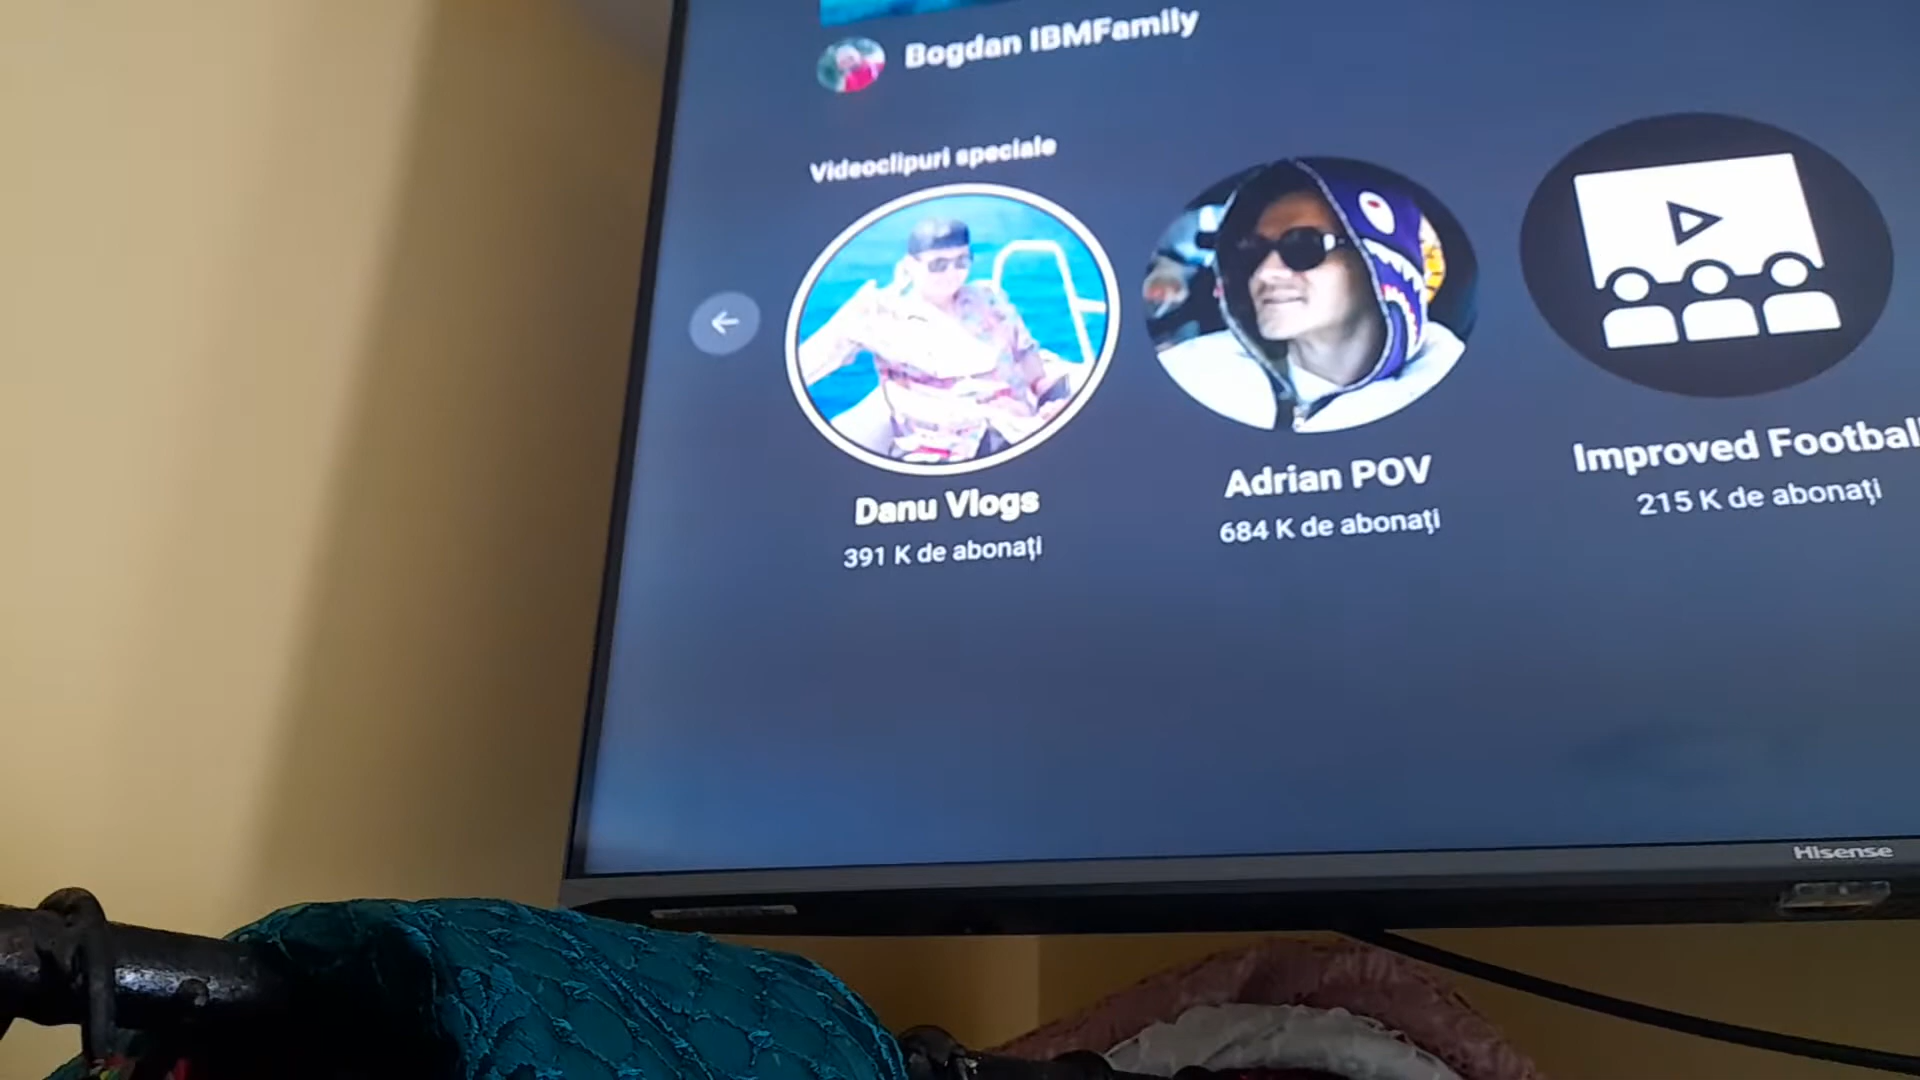 Bogdan IBMFamily
Videoclipuri speciale
Danu Vlogs
391 K de abonați
Adrian POV
684 K de abonați
Improved Football
215 K de abonați
Hisense